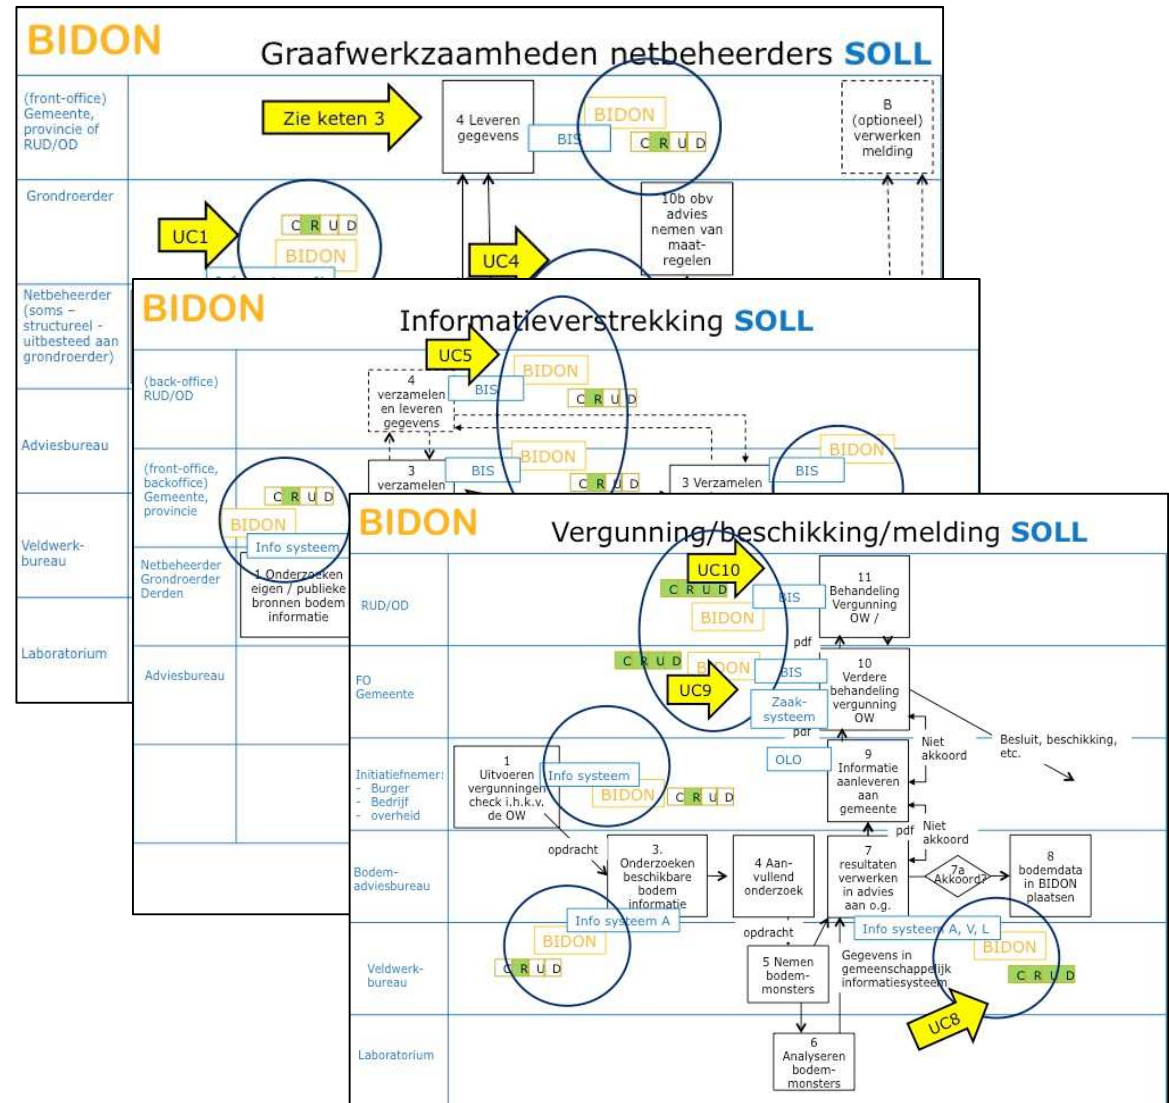 BIDON
Graafwerkzaamheden netbeheerders SOLL
(front-office)
Gemeente,
provincie of
RUD/OD
Zie keten 3
4 Leveren
gegevens
BIS
BIDON
C R U D
B
(optioneel)
verwerken
melding
Grondroerder
UC1
C R U D
BIDON
UC4
10b obv
advies
nemen van
maat-
regelen
Netbeheerder
(soms –
structureel -
uitbesteed aan
grondroerder)
Adviesbureau
Veldwerk-
bureau
Laboratorium
BIDON
Informatieverstrekking SOLL
(back-office)
RUD/OD
UC5
4
verzamelen
en leveren
gegevens
BIS
BIDON
C R U D
(front-office,
backoffice)
Gemeente,
provincie
C R U D
BIDON
Info systeem
3
verzamelen
BIS
BIDON
C R U D
3 Verzamelen
BIS
BIDON
Netbeheerder
Grondroerder
Derden
1 Onderzoeken
eigen / publieke
bronnen bodem
informatie
Adviesbureau
BIDON
Vergunning/beschikking/melding SOLL
RUD/OD
UC10
C R U D
BIDON
BIS
11
Behandeling
Vergunning
OW /
pdf
FO
Gemeente
C R U D
BIDON
UC9
BIS
Zaak-
systeem
10
Verdere
behandeling
vergunning
OW
pdf
Niet
akkoord
Besluit, beschikking,
etc.
Initiatiefnemer:
- Burger
- Bedrijf
- overheid
1
Uitvoeren
vergunningen
check i.h.k.v.
de OW
Info systeem
BIDON
C R U D
OLO
9
Informatie
aanleveren
aan
gemeente
pdf
Niet
akkoord
opdracht
Bodem-
adviesbureau
3.
Onderzoeken
beschikbare
bodem
informatie
4 Aan-
vullend
onderzoek
7
resultaten
verwerken
in advies
aan o.g.
7a
Akkoord?
8
bodemdata
in BIDON
plaatsen
Info systeem A
BIDON
C R U D
opdracht
Info systeem A, V, L
BIDON
C R U D
Veldwerk-
bureau
5 Nemen
bodem-
monsters
Gegevens in
gemeenschappelijk
informatiesysteem
UC8
Laboratorium
6
Analyseren
bodem-
monsters